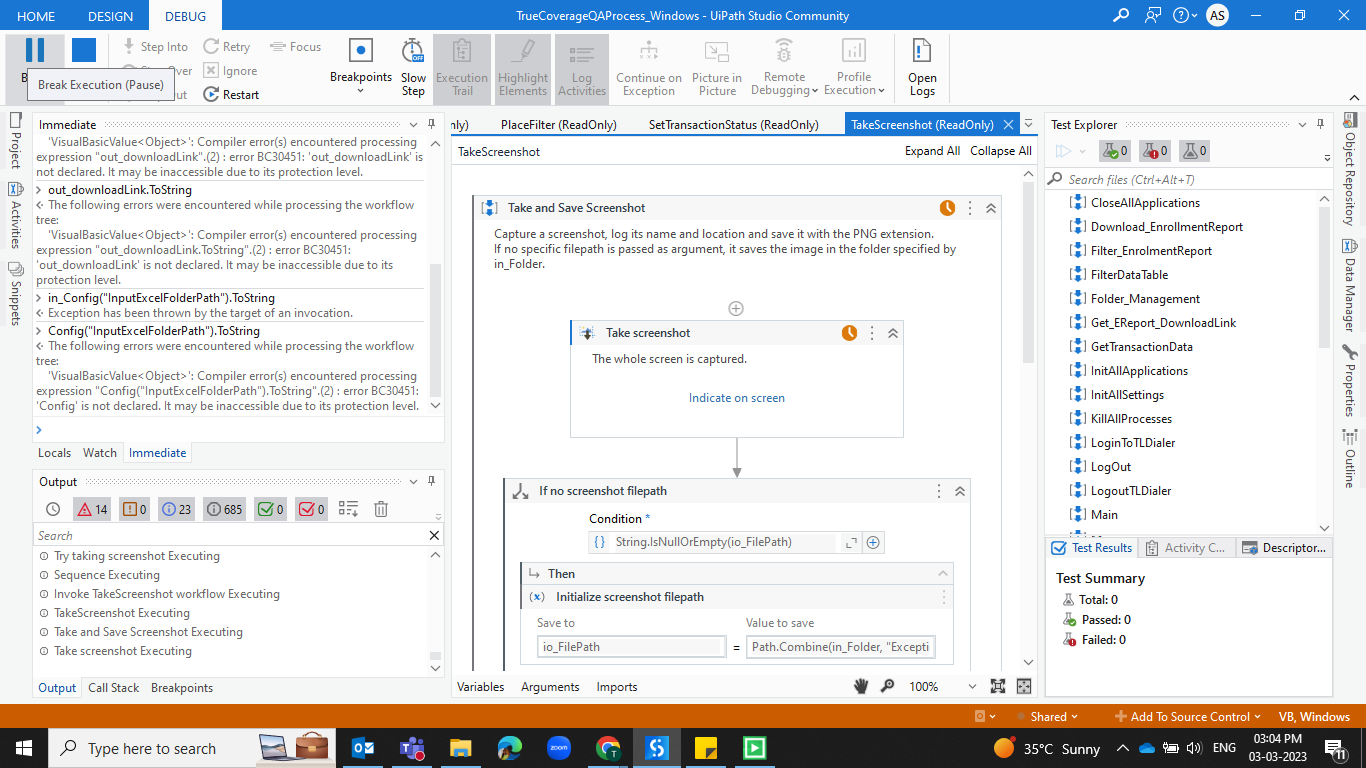 HOME DESIGN DEBUG
TrueCoverageQAProcess_Windows - UiPath Studio Community
AS
Step Into
Retry
Focus
Ignore
Restart
Break Execution (Pause)
Breakpoints
Slow Step
Execution Trail
Highlight Elements
Log Activities
Continue on Exception
Picture in Picture
Remote Debugging
Profile Execution
Open Logs
Project
Activities
Snippets
Immediate
'VisualBasicValue<Object>': Compiler error(s) encountered processing
expression "out_downloadLink".(2) : error BC30451: 'out_downloadLink' is
not declared. It may be inaccessible due to its protection level.
> out_downloadLink.ToString
The following errors were encountered while processing the workflow
tree:
'VisualBasicValue<Object>': Compiler error(s) encountered processing
expression "out_downloadLink.ToString".(2) : error BC30451:
'out_downloadLink' is not declared. It may be inaccessible due to its
protection level.
> in_Config("InputExcelFolderPath").ToString
Exception has been thrown by the target of an invocation.
> Config("InputExcelFolderPath").ToString
The following errors were encountered while processing the workflow
tree:
'VisualBasicValue<Object>': Compiler error(s) encountered processing
expression "Config("InputExcelFolderPath").ToString".(2) : error BC30451:
'Config' is not declared. It may be inaccessible due to its protection level.
>
Locals Watch Immediate
Output
14 0 23 685 0 0
Search
Try taking screenshot Executing
Sequence Executing
Invoke TakeScreenshot workflow Executing
TakeScreenshot Executing
Take and Save Screenshot Executing
Take screenshot Executing
Output Call Stack Breakpoints
nly) PlaceFilter (ReadOnly) SetTransactionStatus (ReadOnly) TakeScreenshot (ReadOnly)
TakeScreenshot
Expand All Collapse All
Take and Save Screenshot
Capture a screenshot, log its name and location and save it with the PNG extension.
If no specific filepath is passed as argument, it saves the image in the folder specified by
in_Folder.
Take screenshot
The whole screen is captured.
Indicate on screen
If no screenshot filepath
Condition *
String.IsNullOrEmpty(io_FilePath)
Then
Initialize screenshot filepath
Save to Value to save
io_FilePath = Path.Combine(in_Folder, "Excepti
Variables Arguments Imports
100%
Test Explorer
0 0 0
Search files (Ctrl+Alt+T)
CloseAllApplications
Download_EnrollmentReport
Filter_EnrolmentReport
FilterDataTable
Folder_Management
Get_EReport_DownloadLink
GetTransactionData
InitAllApplications
InitAllSettings
KillAllProcesses
LoginToTLDialer
LogOut
LogoutTLDialer
Main
Test Results Activity C... Descriptor...
Test Summary
Total: 0
Passed: 0
Failed: 0
Object Repository
Data Manager
Properties
Outline
Shared Add To Source Control VB, Windows
Type here to search
zoom
35°C Sunny
ENG
03:04 PM
03-03-2023
11